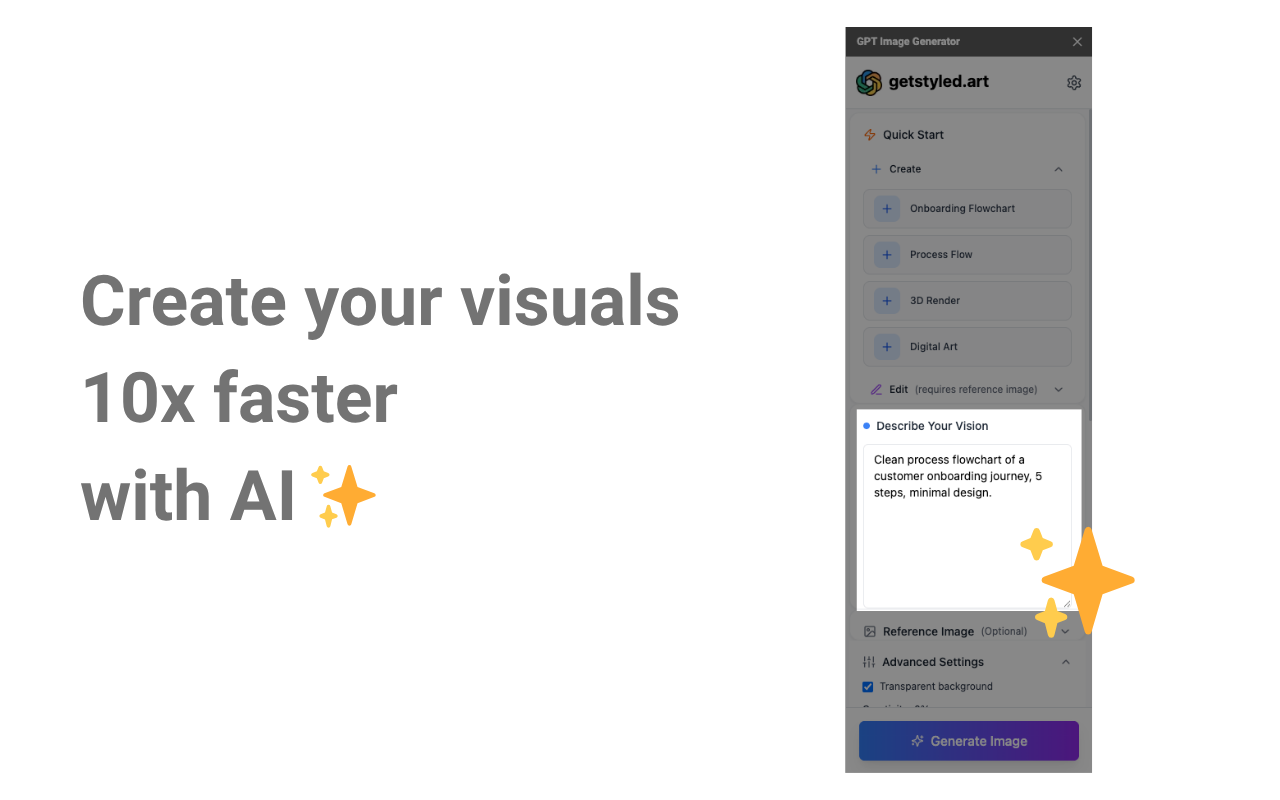 Create your visuals
10x faster
with AI✨
GPT Image Generator
getstyled.art
Quick Start
Create
Onboarding Flowchart
Process Flow
3D Render
Digital Art
Edit (requires reference image)
Describe Your Vision
Clean process flowchart of a
customer onboarding journey, 5
steps, minimal design.
Reference Image (Optional)
Advanced Settings
Transparent background
Generate Image